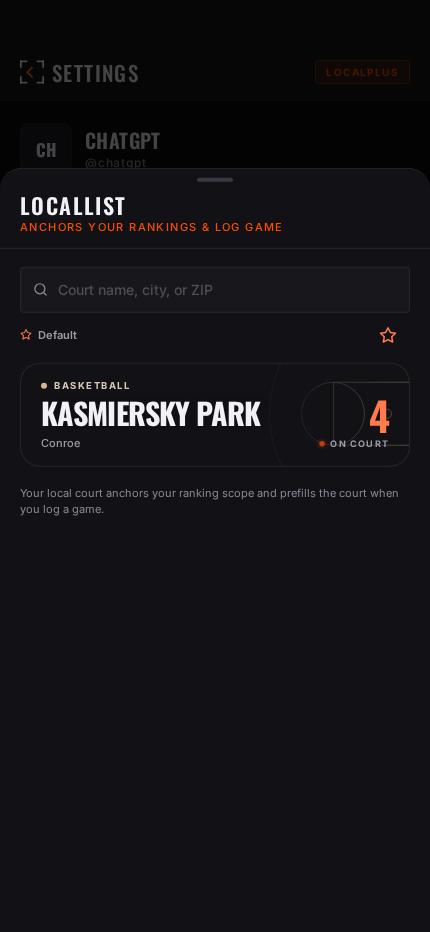 SETTINGS
LOCALPLUS
CH
CHATGPT
@chatgpt
LOCALLIST
ANCHORS YOUR RANKINGS & LOG GAME
Court name, city, or ZIP
Default
BASKETBALL
KASMIERSKY PARK
4
Conroe
ON COURT
Your local court anchors your ranking scope and prefills the court when
you log a game.